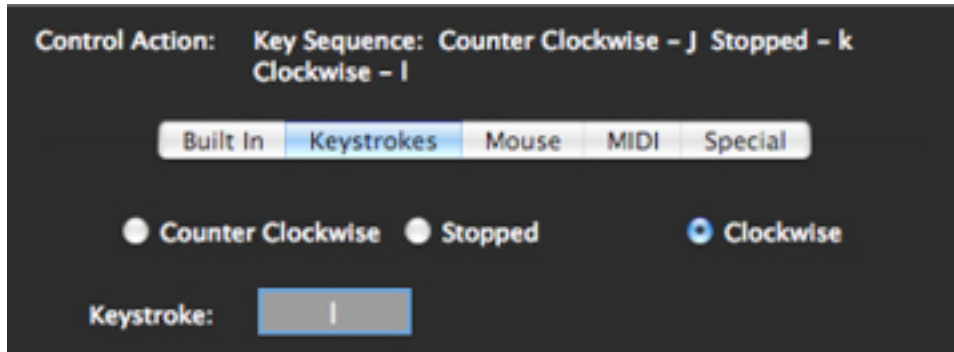 Control Action: Key Sequence: Counter Clockwise – J Stopped – k
Clockwise – l
Built In Keystrokes Mouse MIDI Special
Counter Clockwise Stopped Clockwise
Keystroke: l